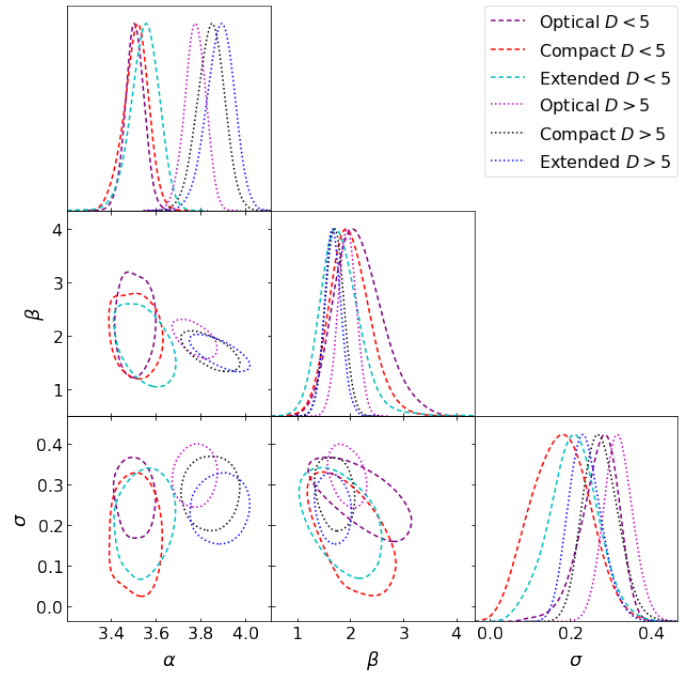 Optical D < 5
Compact D < 5
Extended D < 5
Optical D > 5
Compact D > 5
Extended D > 5
4
3
2
1
β
0.4
0.3
0.2
0.1
0.0
σ
3.4 3.6 3.8 4.0
1 2 3 4
0.0 0.2 0.4
α β σ